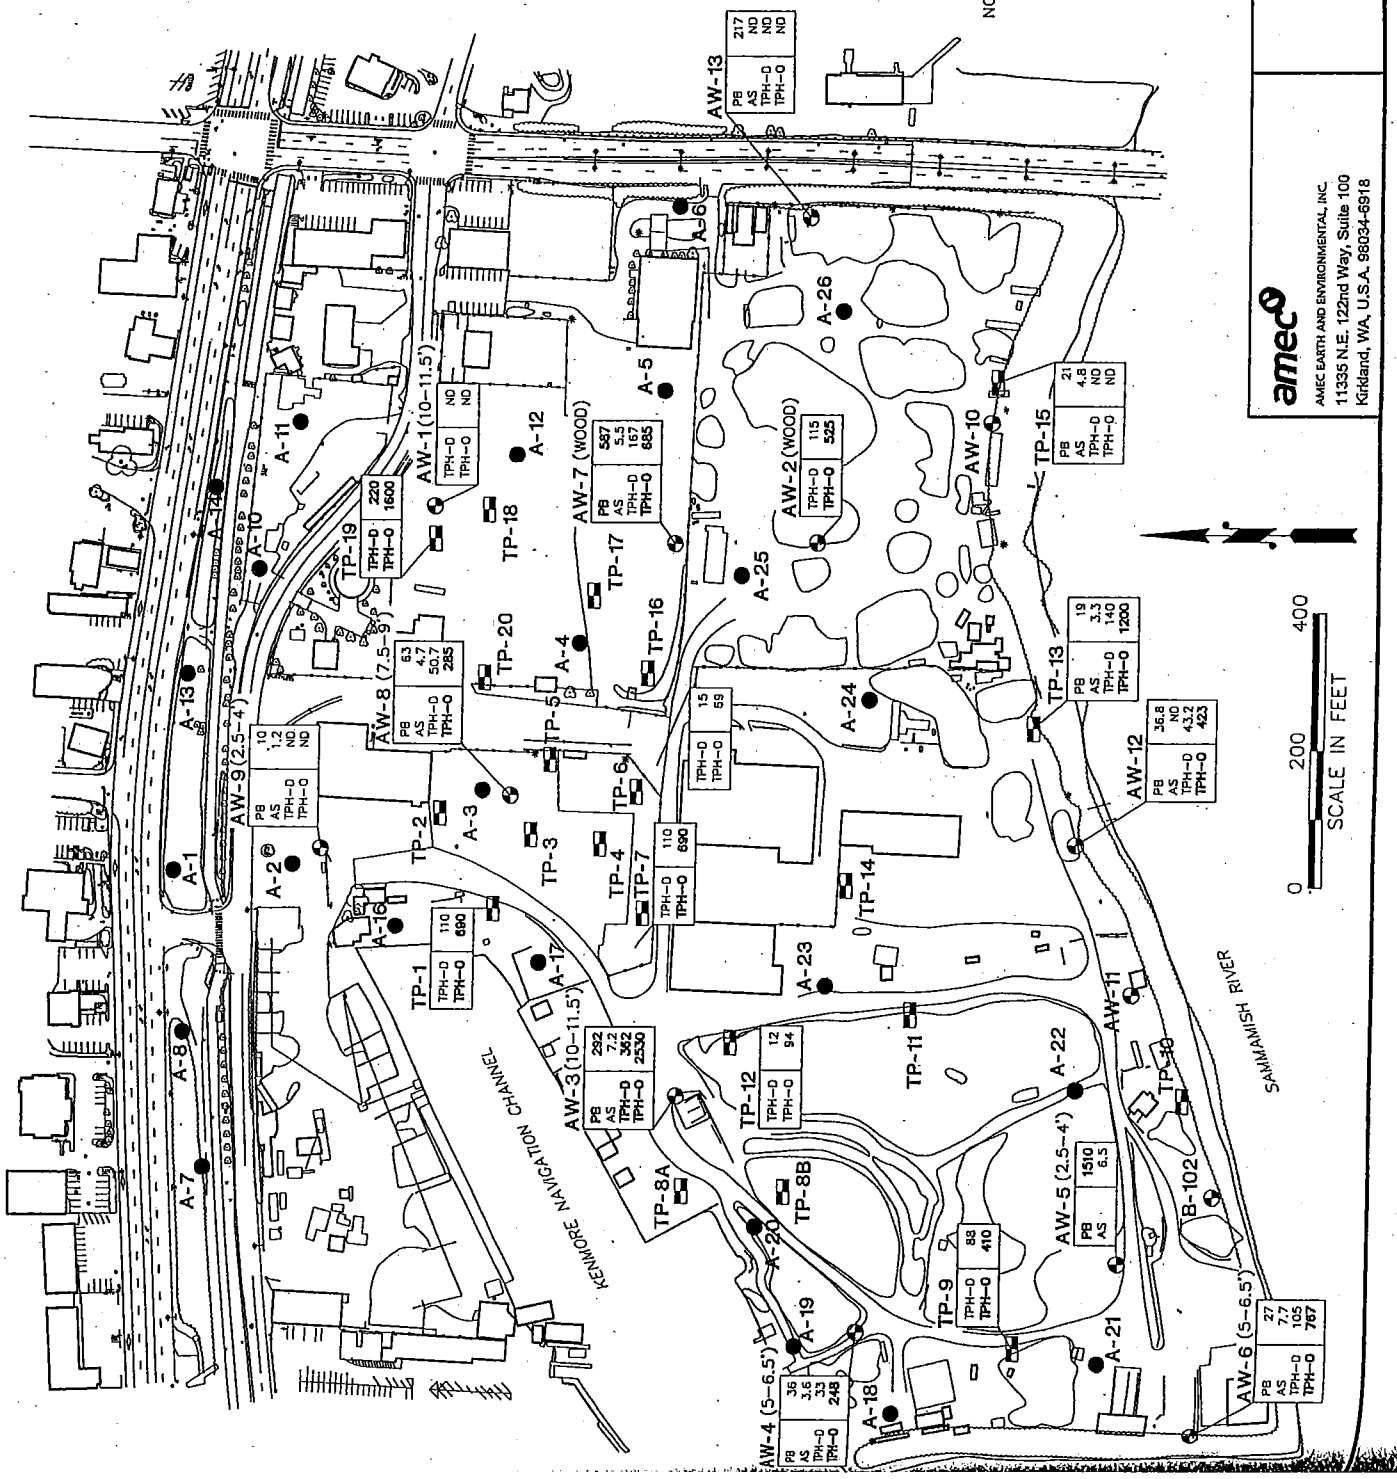 NO
amec
AMEC EARTH AND ENVIRONMENTAL, INC.
11335 N.E. 122nd Way, Suite 100
Kirkland, WA, U.S.A. 98034-6918
0 200 400
SCALE IN FEET
SAMMAMISH RIVER
KENMORE NAVIGATION CHANNEL
AW-13
PB 217
AS ND
TPH-D ND
TPH-O ND
A-6
A-26
A-5
A-11
A-12
A-14
A-10
AW-1 (10-11.5')
TPH-D ND
TPH-O ND
TP-19
TPH-D 220
TPH-O 1600
TP-18
AW-7 (WOOD)
PB 587
AS 5.5
TPH-D 167
TPH-O 685
AW-2 (WOOD)
TPH-D 115
TPH-O 525
AW-10
TP-15
PB 21
AS 4.8
TPH-D ND
TPH-O ND
TP-17
TP-16
A-25
A-4
TP-20
AW-8 (7.5-9')
PB 63
AS 4.7
TPH-D 50.7
TPH-O 285
A-13
AW-9 (2.5-4')
PB 10
AS 1.2
TPH-D ND
TPH-O ND
TP-5
TP-6
TPH-D 15
TPH-O 69
A-24
TP-13
PB 19
AS 3.3
TPH-D 140
TPH-O 1200
AW-12
PB 36.8
AS ND
TPH-D 43.2
TPH-O 423
A-1
A-2
TP-2
A-3
TP-3
TP-4
TP-7
TPH-D 110
TPH-O 690
TP-14
A-16
TP-1
TPH-D 110
TPH-O 690
A-17
A-23
A-8
AW-3 (10-11.5')
PB 292
AS 7.2
TPH-D 362
TPH-O 2530
TP-12
TPH-D 12
TPH-O 94
TP-11
A-22
AW-11
TP-10
A-7
TP-8A
TP-8B
A-20
AW-5 (2.5-4')
PB 1510
AS 6.5
B-102
TP-9
TPH-D 88
TPH-O 410
A-19
A-21
AW-4 (5-6.5')
PB 36
AS 3.6
TPH-D 33
TPH-O 248
A-18
AW-6 (5-6.5')
PB 27
AS 7.7
TPH-D 105
TPH-O 767